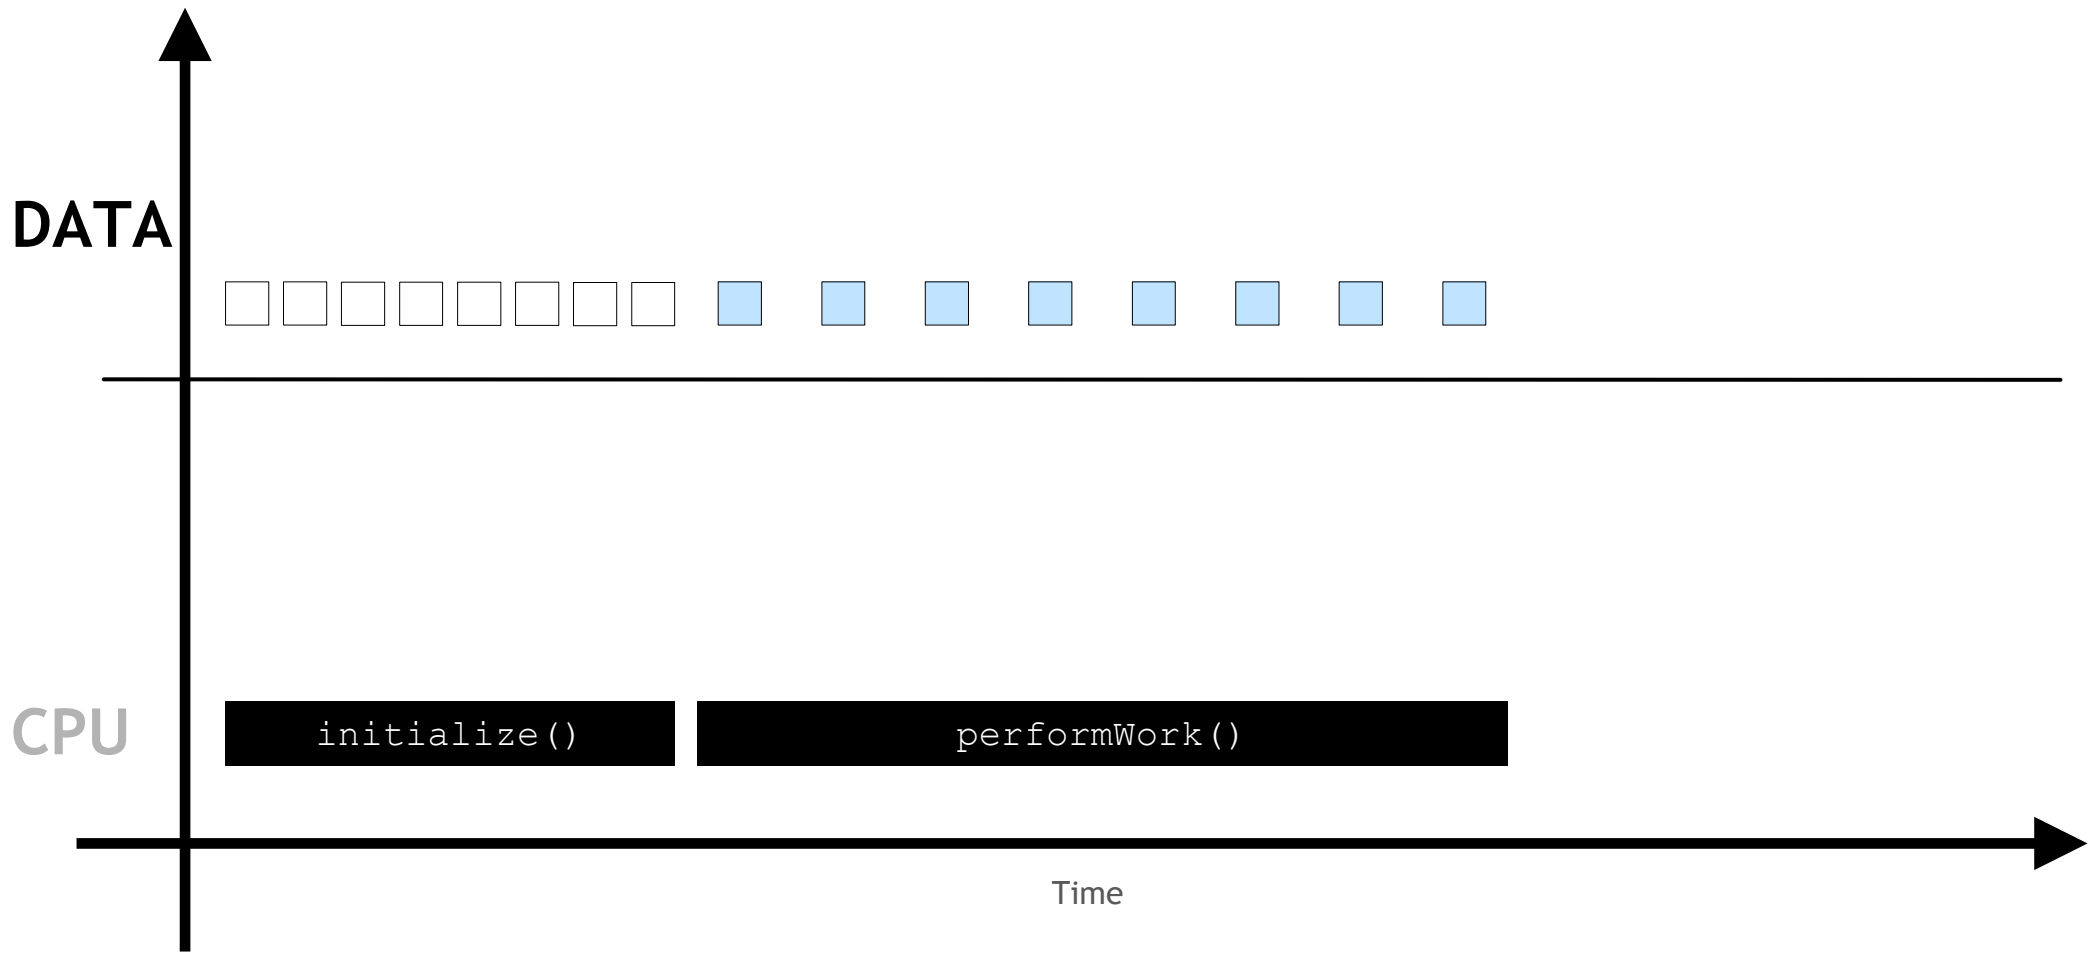 DATA
CPU
initialize()
performWork()
Time